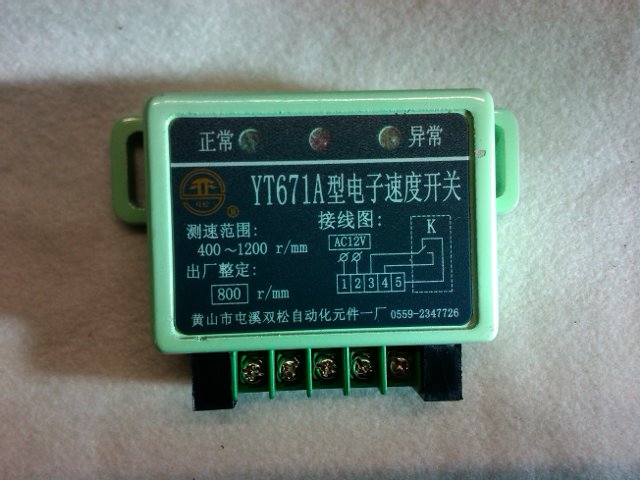 正常 异常
YT671A型电子速度开关
®
测速范围:
400～1200 r/mm
出厂整定:
800 r/mm
接线图:
AC12V
K
1 2 3 4 5
黄山市屯溪双松自动化元件一厂 0559-2347726